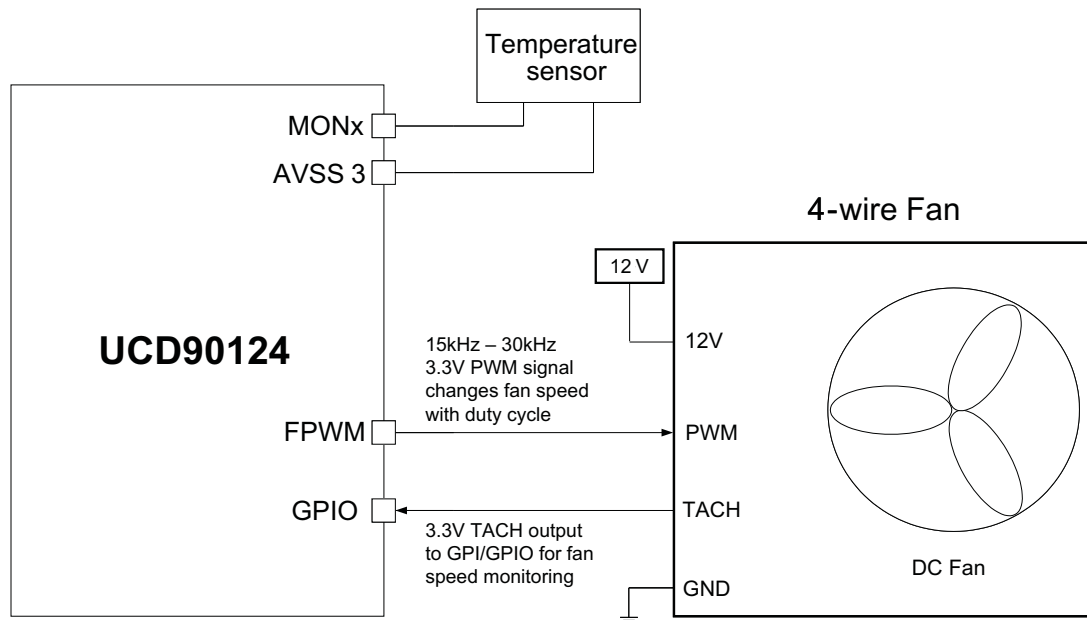 Temperature
sensor
MONx
AVSS 3
4-wire Fan
12 V
12V
UCD90124
15kHz – 30kHz
3.3V PWM signal
changes fan speed
with duty cycle
FPWM
PWM
GPIO
TACH
3.3V TACH output
to GPI/GPIO for fan
speed monitoring
DC Fan
GND